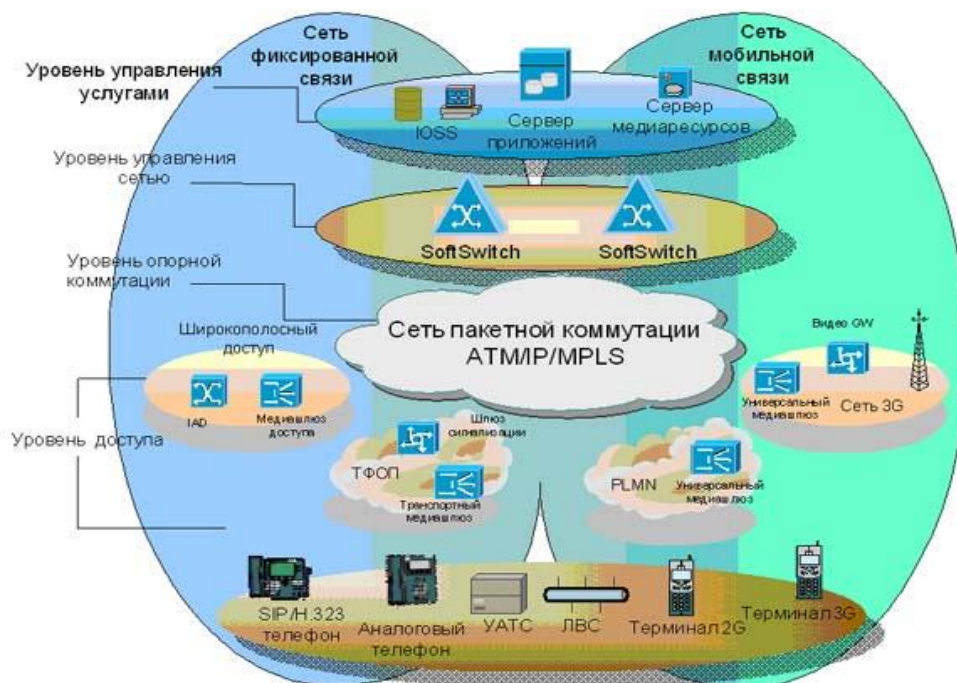 Сеть
фиксированной
связи
Сеть
мобильной
связи
Уровень управления
услугами
IOSS
Сервер
приложений
Сервер
медиаресурсов
Уровень управления
сетью
SoftSwitch
SoftSwitch
Уровень опорной
коммутации
Сеть пакетной коммутации
ATM/IP/MPLS
Широкополосный
доступ
IAD
Медиашлюз
доступа
Видео GW
Универсальный
медиашлюз
Сеть 3G
Уровень доступа
Шлюз
сигнализации
ТФОП
Транспортный
медиашлюз
PLMN
Универсальный
медиашлюз
SIP/H.323
телефон
Аналоговый
телефон
УАТС
ЛВС
Терминал 2G
Терминал 3G